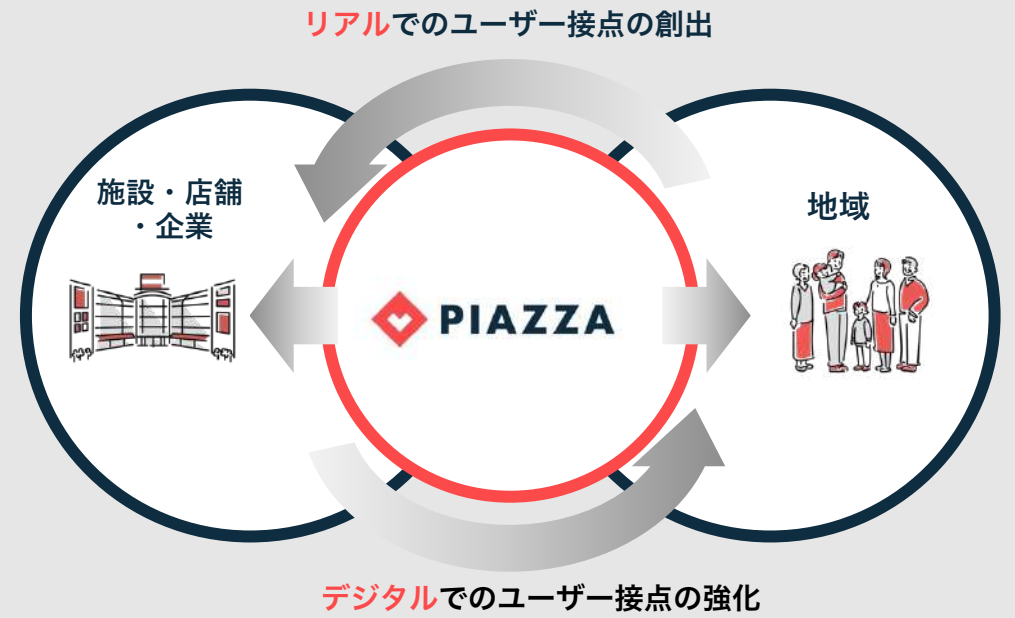 リアルでのユーザー接点の創出
施設・店舗
・企業
地域
PIAZZA
デジタルでのユーザー接点の強化